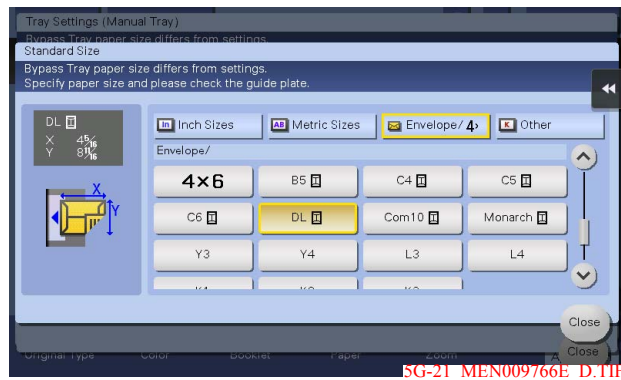 Tray Settings (Manual Tray)
Bypass Tray paper size differs from settings.
Standard Size
Bypass Tray paper size differs from settings.
Specify paper size and please check the guide plate.
DL
X 4 5/16
Y 8 11/16
X
Y
In Inch Sizes
AB Metric Sizes
Envelope/ 4›
K Other
Envelope/
4×6
B5
C4
C5
C6
DL
Com10
Monarch
Y3
Y4
L3
L4
Close
Original Type
Color
Booklet
Paper
Zoom
Close
5G-21_MEN009766E_D.TIF